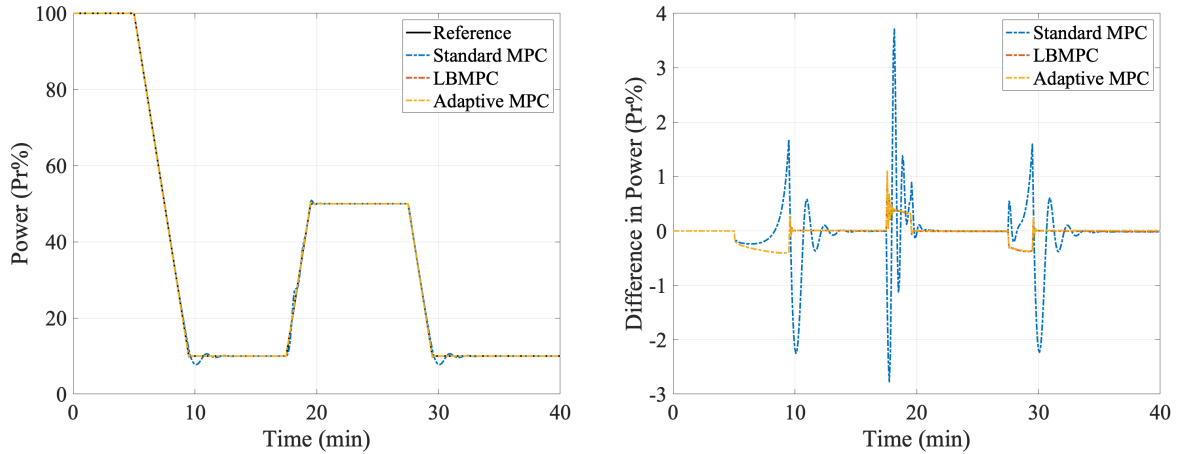 100
80
60
40
20
0
Power (Pr%)
0 10 20 30 40
Time (min)
Reference
Standard MPC
LBMPC
Adaptive MPC
4
3
2
1
0
-1
-2
-3
Difference in Power (Pr%)
0 10 20 30 40
Time (min)
Standard MPC
LBMPC
Adaptive MPC